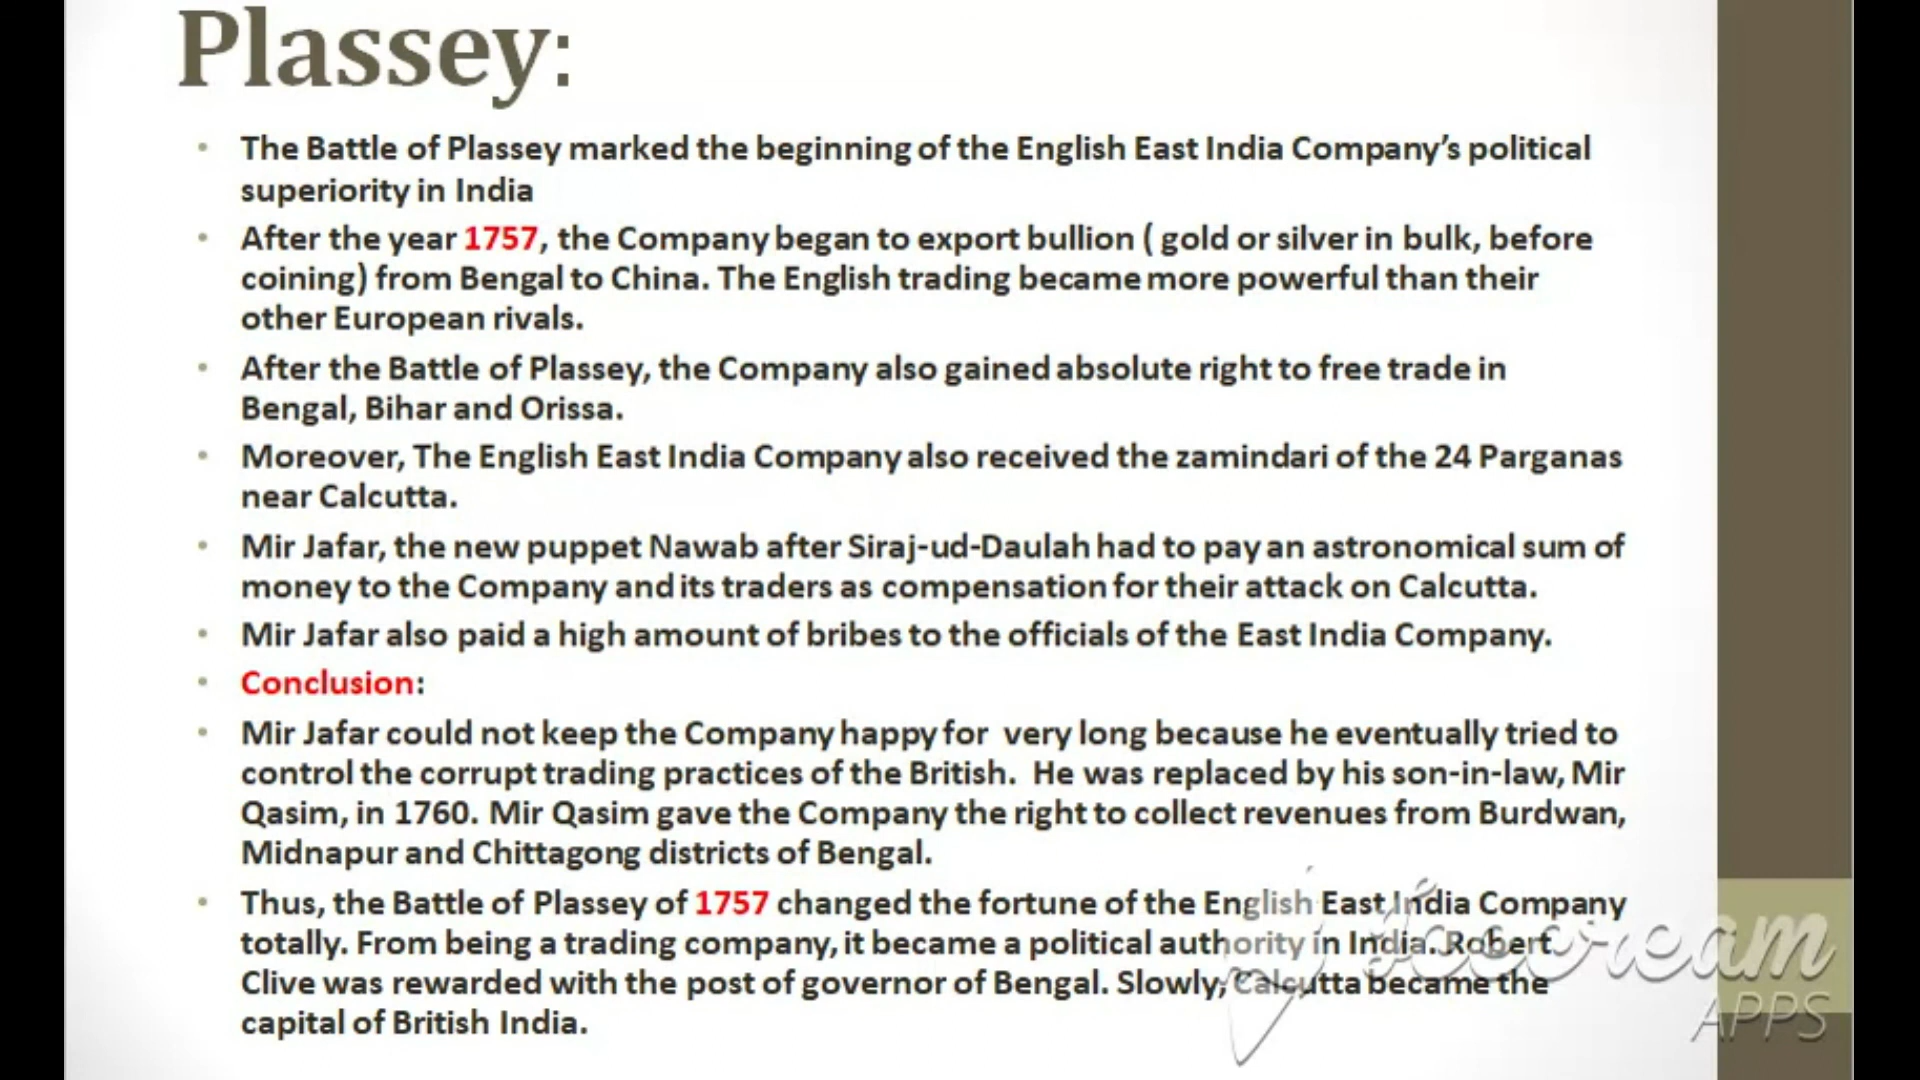 Plassey:
The Battle of Plassey marked the beginning of the English East India Company's political
superiority in India
After the year 1757, the Company began to export bullion ( gold or silver in bulk, before
coining) from Bengal to China. The English trading became more powerful than their
other European rivals.
After the Battle of Plassey, the Company also gained absolute right to free trade in
Bengal, Bihar and Orissa.
Moreover, The English East India Company also received the zamindari of the 24 Parganas
near Calcutta.
Mir Jafar, the new puppet Nawab after Siraj-ud-Daulah had to pay an astronomical sum of
money to the Company and its traders as compensation for their attack on Calcutta.
Mir Jafar also paid a high amount of bribes to the officials of the East India Company.
Conclusion:
Mir Jafar could not keep the Company happy for very long because he eventually tried to
control the corrupt trading practices of the British. He was replaced by his son-in-law, Mir
Qasim, in 1760. Mir Qasim gave the Company the right to collect revenues from Burdwan,
Midnapur and Chittagong districts of Bengal.
Thus, the Battle of Plassey of 1757 changed the fortune of the English East India Company
totally. From being a trading company, it became a political authority in India. Robert
Clive was rewarded with the post of governor of Bengal. Slowly, Calcutta became the
capital of British India.
Icecream
APPS